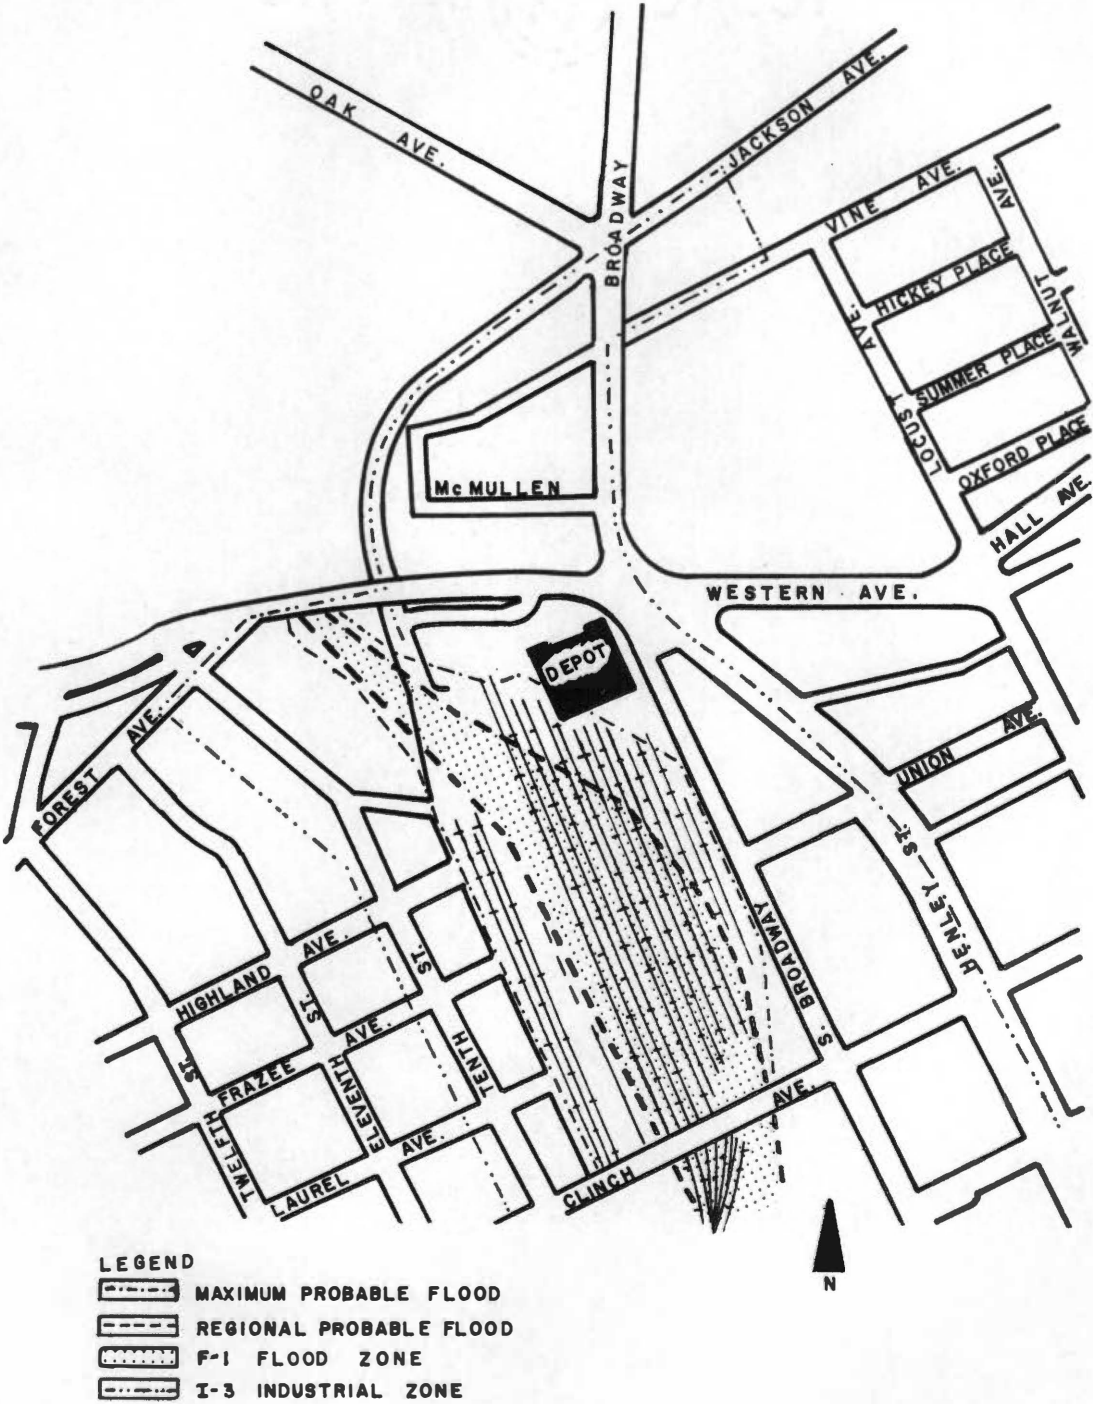 OAK AVE.
BROADWAY
JACKSON AVE.
VINE AVE.
WALNUT AVE.
HICKEY PLACE
SUMMER PLACE
OXFORD PLACE
LOCUST AVE.
HALL AVE.
McMULLEN
WESTERN AVE.
DEPOT
UNION AVE.
FOREST AVE.
HENLEY ST.
S. BROADWAY
HIGHLAND AVE.
FRAZEE AVE.
LAUREL AVE.
TWELFTH ST.
ELEVENTH ST.
TENTH ST.
CLINCH AVE.
N
LEGEND
MAXIMUM PROBABLE FLOOD
REGIONAL PROBABLE FLOOD
F-1 FLOOD ZONE
I-3 INDUSTRIAL ZONE